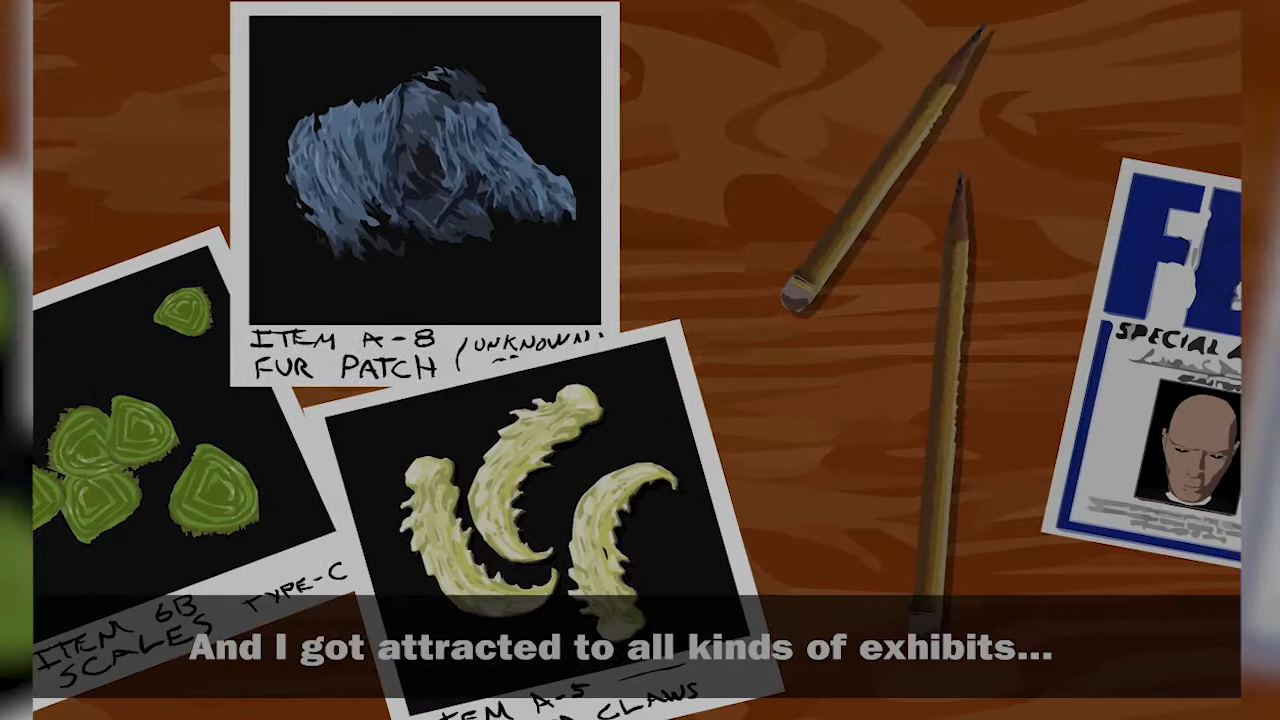 ITEM A-8
FUR PATCH (UNKNOWN
ITEM 6B
SCALES TYPE-C
ITEM A-5
CLAWS
SPECIAL A
And I got attracted to all kinds of exhibits...